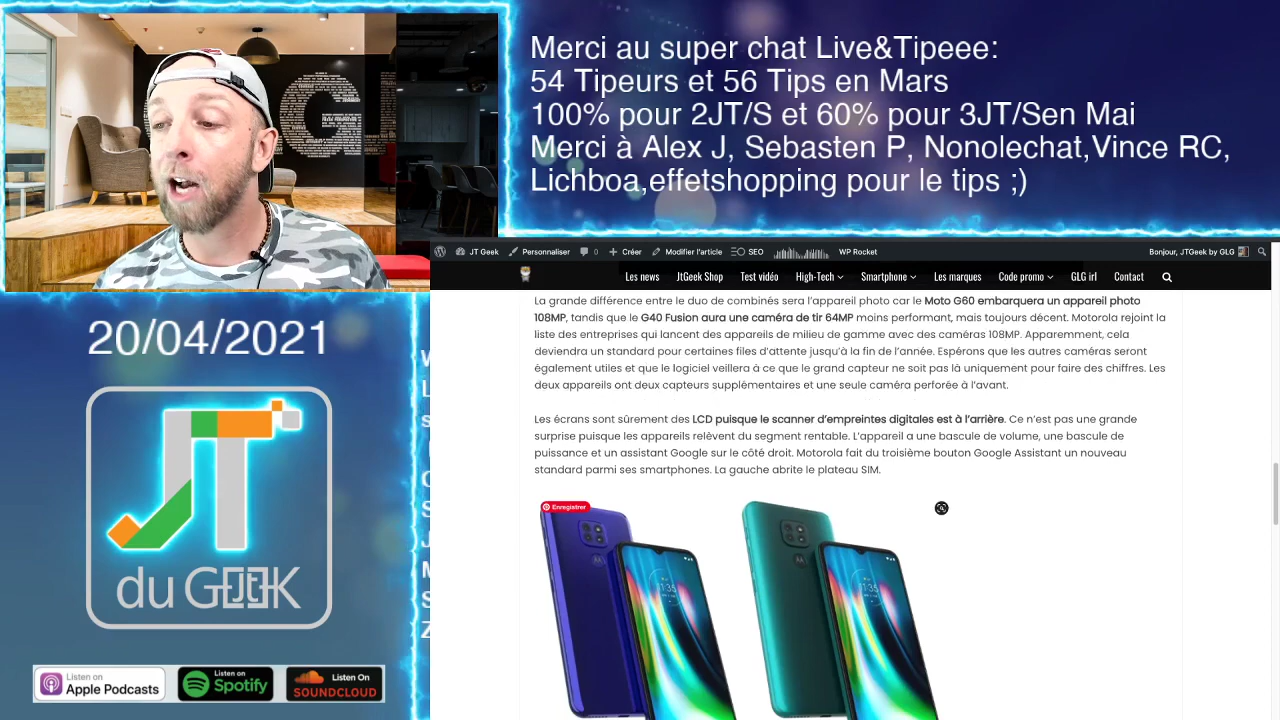 Merci au super chat Live&Tipeee:
54 Tipeurs et 56 Tips en Mars
100% pour 2JT/S et 60% pour 3JT/Sen Mai
Merci à Alex J, Sebasten P, Nonolechat,Vince RC,
Lichboa,effetshopping pour le tips ;)
JT Geek Personnaliser 0 Créer Modifier l'article SEO WP Rocket Bonjour, JTGeek by GLG
Les news JtGeek Shop Test vidéo High-Tech Smartphone Les marques Code promo GLG irl Contact
La grande différence entre le duo de combinés sera l'appareil photo car le Moto G60 embarquera un appareil photo
108MP, tandis que le G40 Fusion aura une caméra de tir 64MP moins performant, mais toujours décent. Motorola rejoint la
liste des entreprises qui lancent des appareils de milieu de gamme avec des caméras 108MP. Apparemment, cela
deviendra un standard pour certaines files d'attente jusqu'à la fin de l'année. Espérons que les autres caméras seront
également utiles et que le logiciel veillera à ce que le grand capteur ne soit pas là uniquement pour faire des chiffres. Les
deux appareils ont deux capteurs supplémentaires et une seule caméra perforée à l'avant.
Les écrans sont sûrement des LCD puisque le scanner d'empreintes digitales est à l'arrière. Ce n'est pas une grande
surprise puisque les appareils relèvent du segment rentable. L'appareil a une bascule de volume, une bascule de
puissance et un assistant Google sur le côté droit. Motorola fait du troisième bouton Google Assistant un nouveau
standard parmi ses smartphones. La gauche abrite le plateau SIM.
Enregistrer
11:35
11:35
20/04/2021
JT
du GEEK
Listen on
Apple Podcasts
Listen on
Spotify
Listen On
SOUNDCLOUD